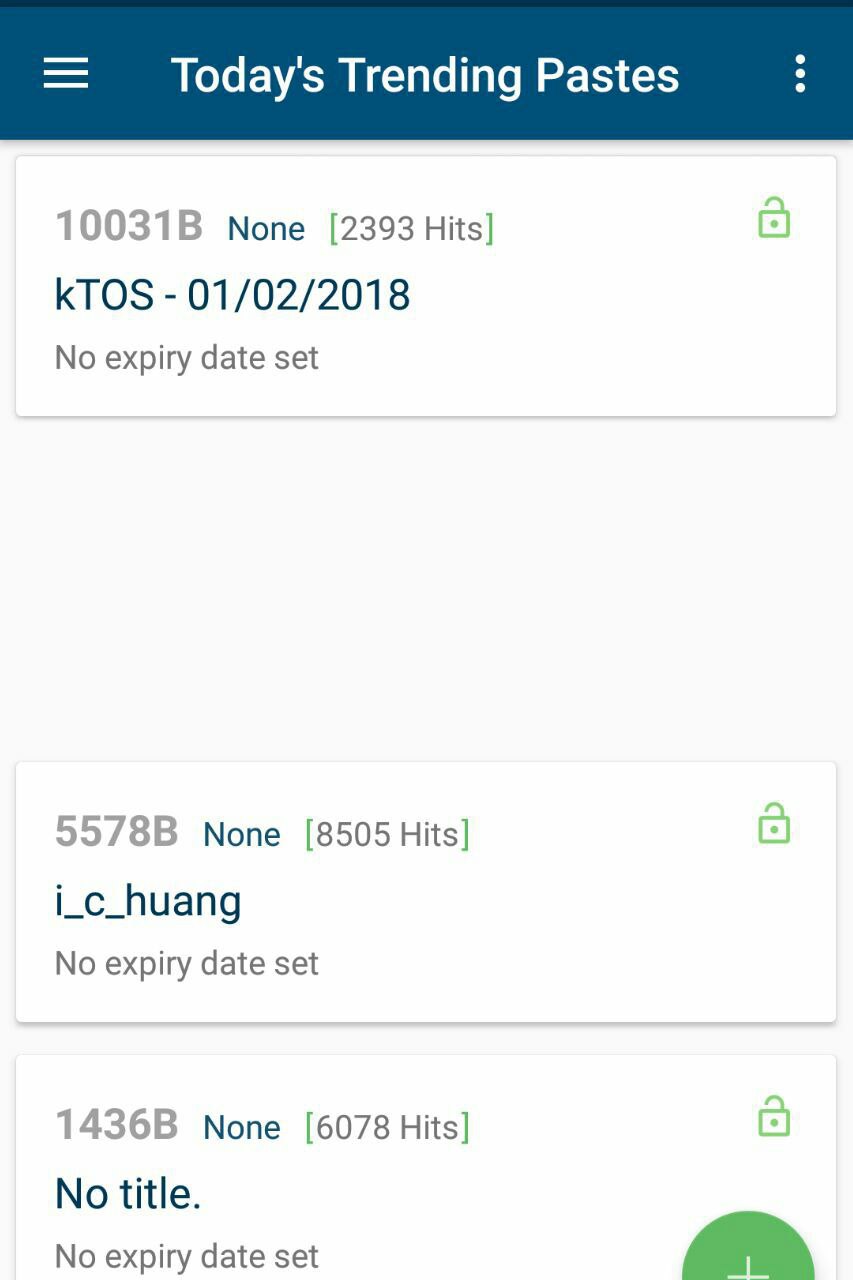 Today's Trending Pastes
10031B None [2393 Hits]
kTOS - 01/02/2018
No expiry date set
5578B None [8505 Hits]
i_c_huang
No expiry date set
1436B None [6078 Hits]
No title.
No expiry date set